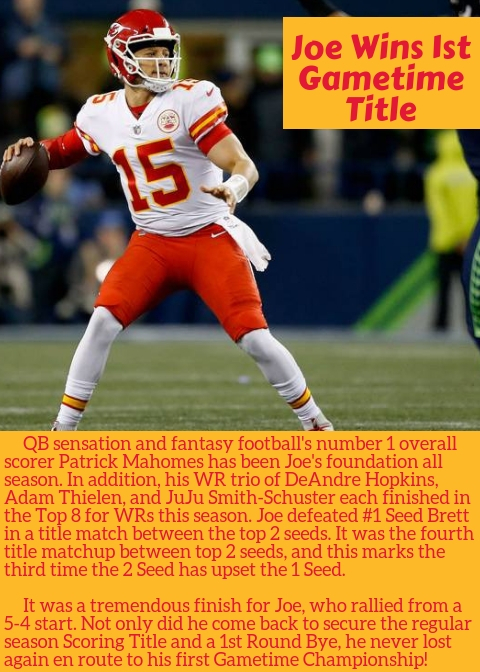 Joe Wins 1st
Gametime
Title
15
15
QB sensation and fantasy football's number 1 overall
scorer Patrick Mahomes has been Joe's foundation all
season. In addition, his WR trio of DeAndre Hopkins,
Adam Thielen, and JuJu Smith-Schuster each finished in
the Top 8 for WRs this season. Joe defeated #1 Seed Brett
in a title match between the top 2 seeds. It was the fourth
title matchup between top 2 seeds, and this marks the
third time the 2 Seed has upset the 1 Seed.
It was a tremendous finish for Joe, who rallied from a
5-4 start. Not only did he come back to secure the regular
season Scoring Title and a 1st Round Bye, he never lost
again en route to his first Gametime Championship!